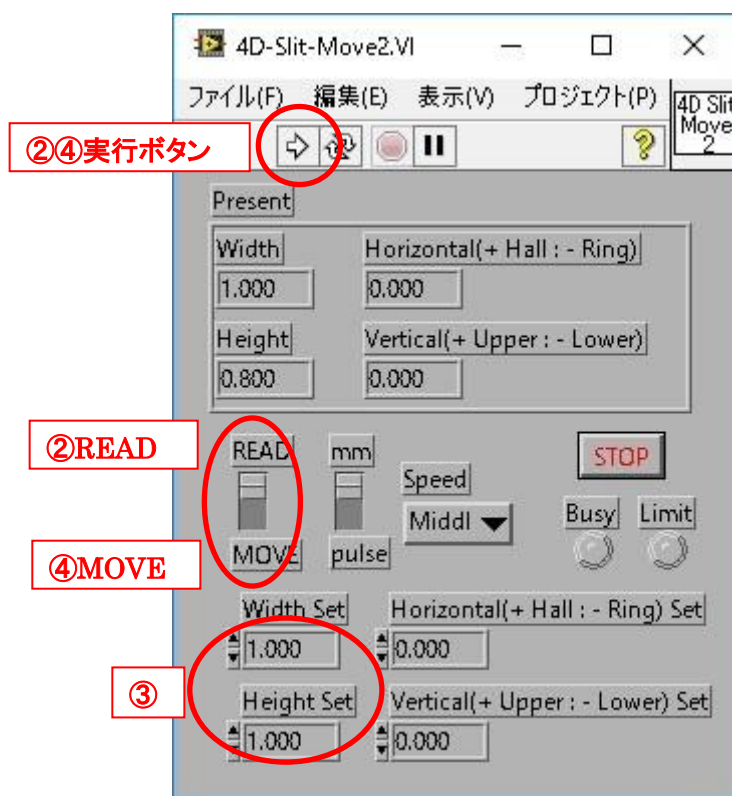 4D-Slit-Move2.VI
ファイル(F) 編集(E) 表示(V) プロジェクト(P)
4D Slit
Move
2
②④実行ボタン
Present
Width Horizontal(+ Hall : - Ring)
1.000 0.000
Height Vertical(+ Upper : - Lower)
0.800 0.000
②READ
READ mm
STOP
Speed
Middl
Busy Limit
④MOVE
MOVE pulse
Width Set Horizontal(+ Hall : - Ring) Set
1.000 0.000
③
Height Set Vertical(+ Upper : - Lower) Set
1.000 0.000